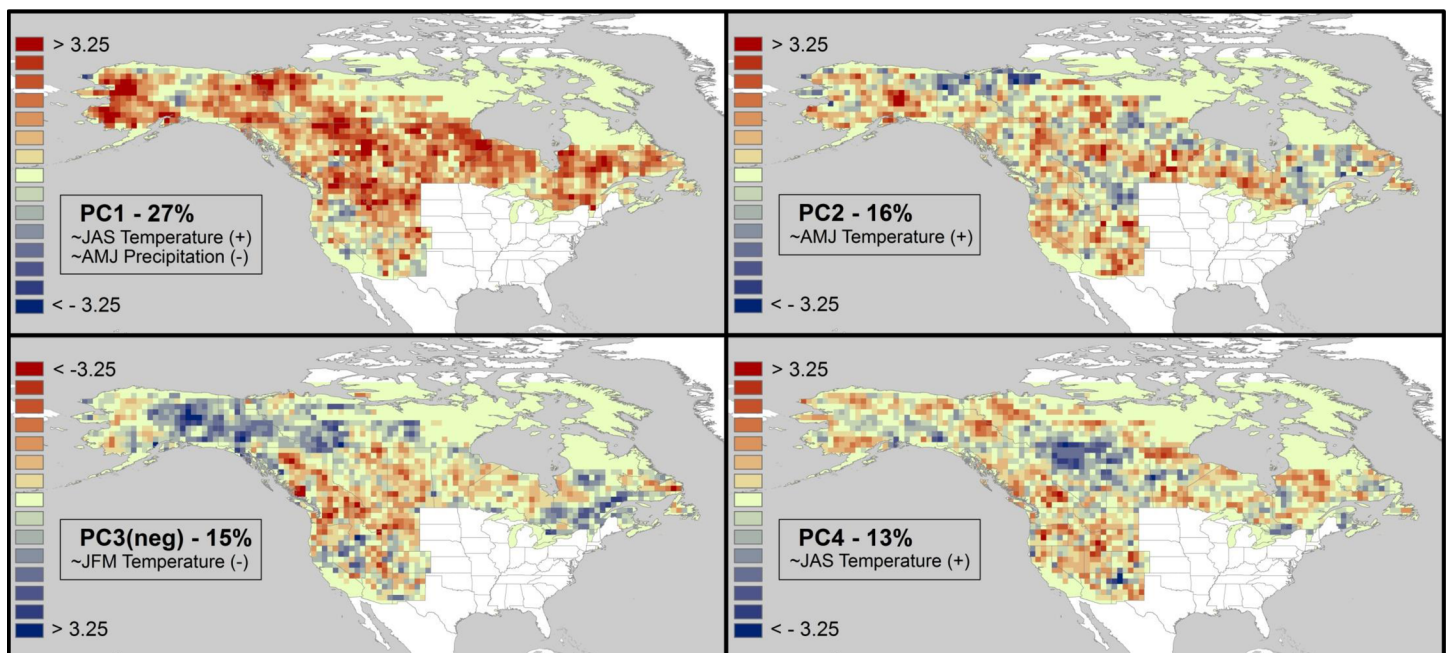 > 3.25
PC1 - 27%
~JAS Temperature (+)
~AMJ Precipitation (-)
< - 3.25
> 3.25
PC2 - 16%
~AMJ Temperature (+)
< - 3.25
< -3.25
PC3(neg) - 15%
~JFM Temperature (-)
> 3.25
> 3.25
PC4 - 13%
~JAS Temperature (+)
< - 3.25